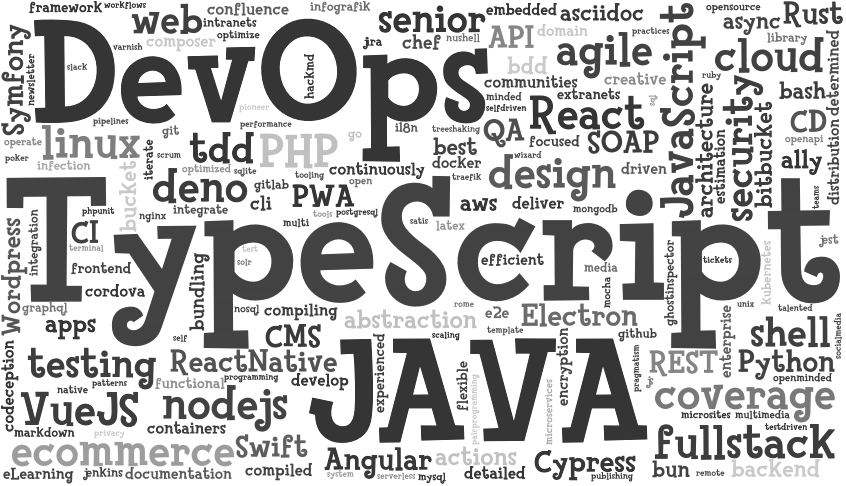 framework
workflows
web
confluence
intranets
optimize
infografik
senior
embedded
asciidoc
opensource
async
Rust
Symfony
newsletter
DevOps
slack
varnish
composer
hackmd
jra
chef
nushell
API
domain
agile
practices
JavaScript
cloud
library
determined
bdd
communities
creative
minded
selfdriven
extranets
sql
ruby
security
bash
pipelines
pioneer
performance
git
go
il8n
treeshaking
QA
React
focused
SOAP
architecture
estimation
bitbucket
CD
openapi
distribution
operate
linux
poker
infection
iterate
scrum
tdd
PHP
optimized
sqlite
tooling
continuously
best
docker
wizard
traefik
design
driven
ally
bucket
deno
gitlab
open
integrate
cli
PWA
aws
deliver
mongodb
teams
TypeScript
Wordpress
integration
phpunit
CI
terminal
nginx
multi
tools
postgresql
satis
latex
frontend
cordova
test
solr
efficient
media
mocha
ghostinspector
tickets
kubernetes
jest
graphql
apps
bundling
self
nosql
compiling
rome
abstraction
e2e
Electron
template
unix
talented
socialmedia
CMS
scaling
github
enterprise
shell
codeception
testing
ReactNative
JAVA
experienced
flexible
encryption
pragmatism
REST
Python
native
patterns
functional
programming
develop
pairprogramming
microservices
openminded
VueJS
nodejs
coverage
markdown
privacy
containers
microsites
multimedia
testdriven
ecommerce
Swift
fullstack
eLearning
jenkins
documentation
compiled
Angular
system
serverless
mysql
actions
detailed
Cypress
publishing
bun
remote
backend